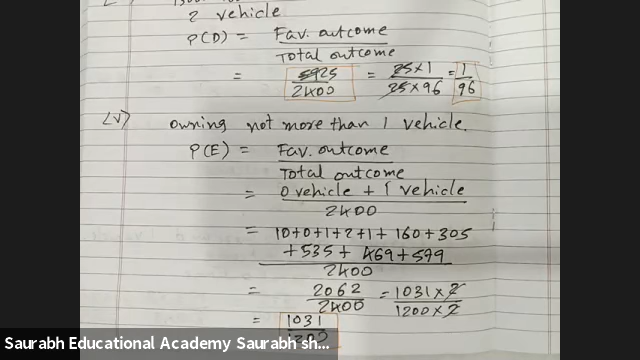 2 vehicle
P(D) = Fav. outcome
Total outcome
= 25 = 25×1 = 1
2400 25×96 96
(V) owning not more than 1 vehicle.
P(E) = Fav. outcome
Total outcome
= 0 vehicle + 1 vehicle
2400
= 10+0+1+2+1+160+305
+535+469+579
2400
= 2062 = 1031×2
2400 1200×2
= 1031
1200
Saurabh Educational Academy Saurabh sh...